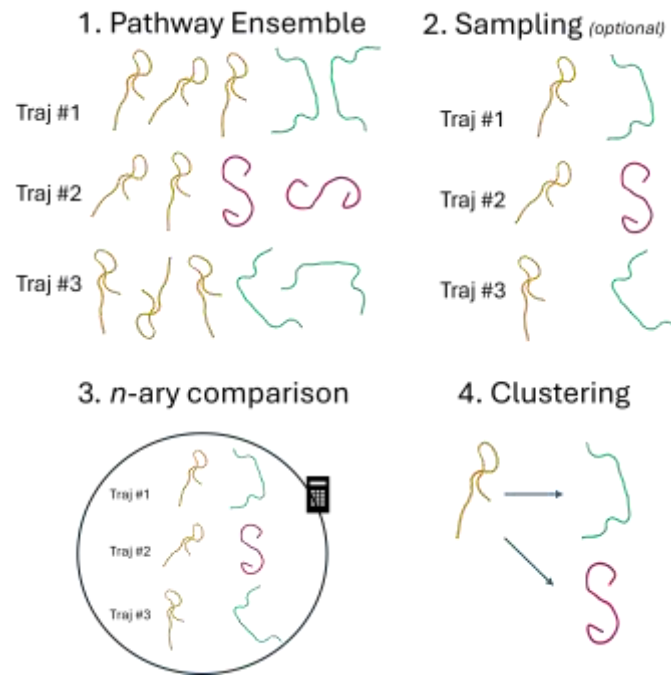 1. Pathway Ensemble
Traj #1
Traj #2
Traj #3
2. Sampling (optional)
Traj #1
Traj #2
Traj #3
3. n-ary comparison
Traj #1
Traj #2
Traj #3
4. Clustering